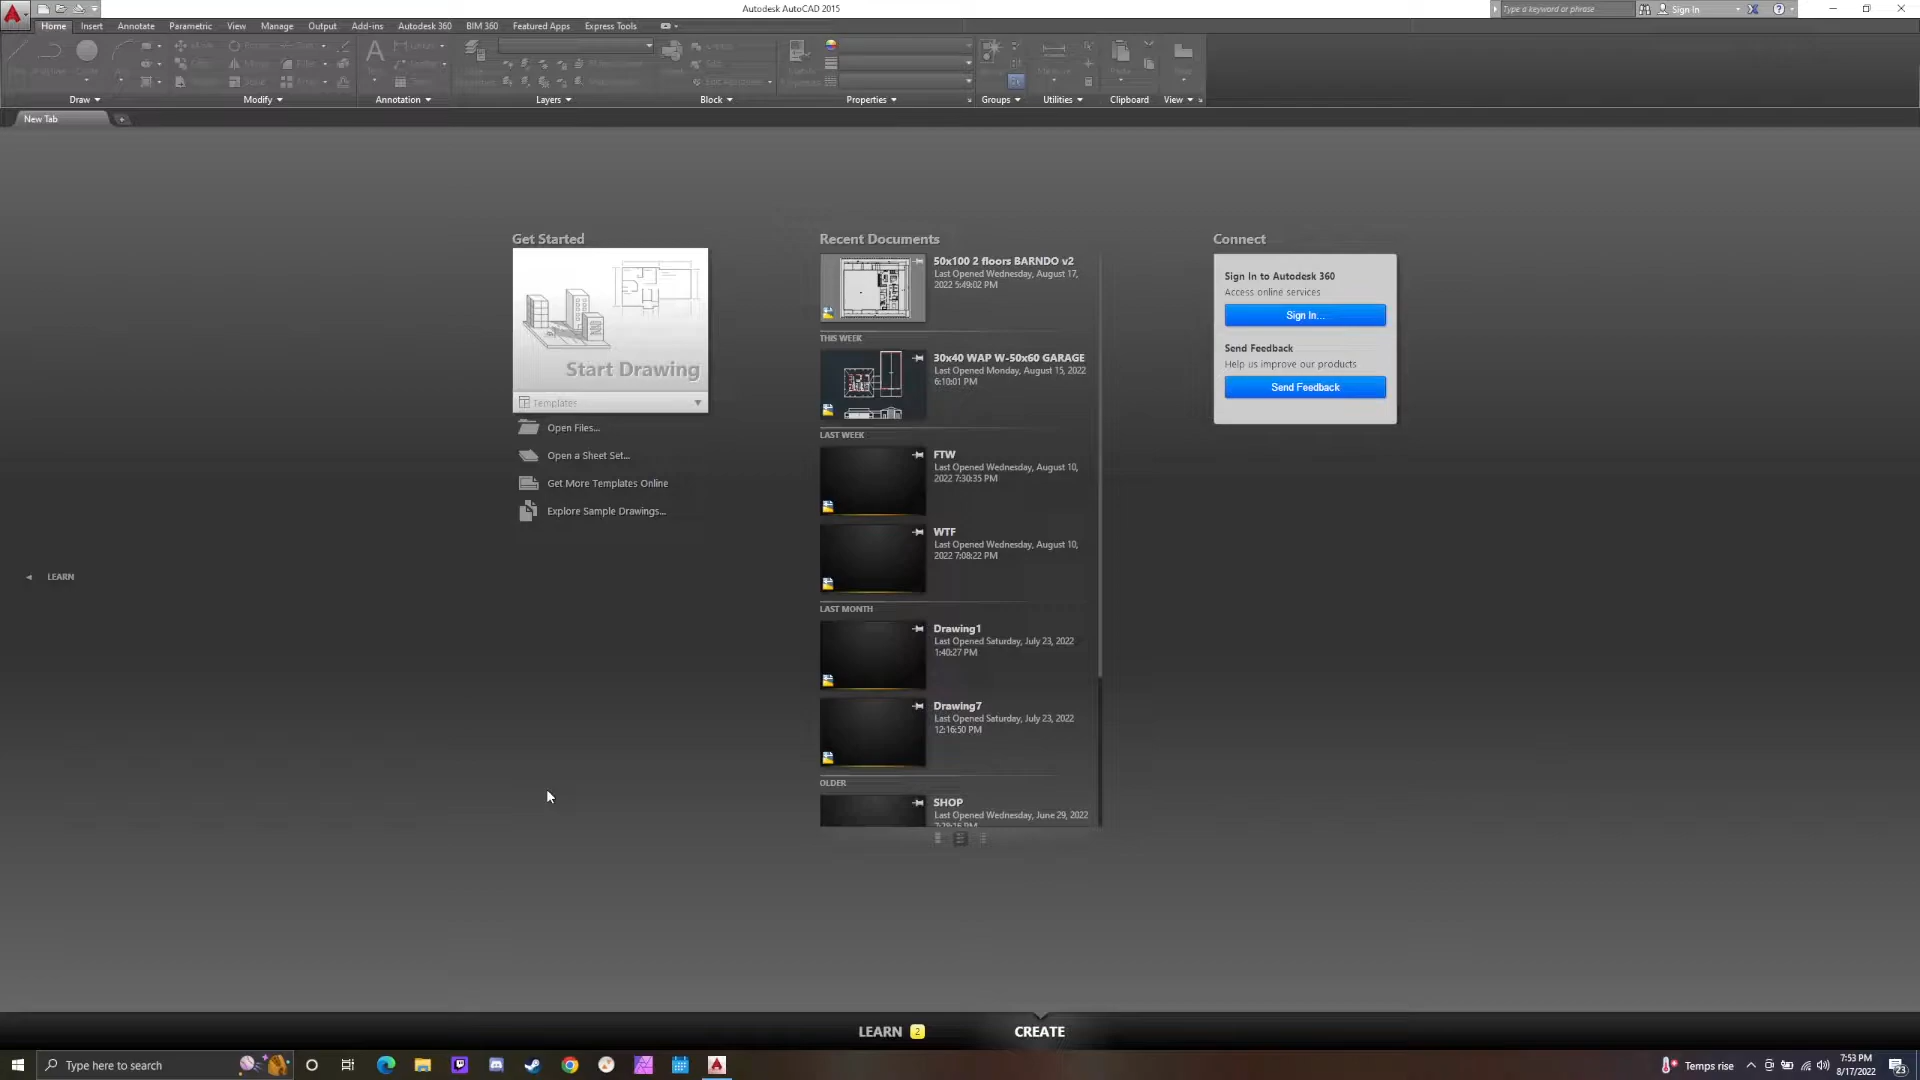 Autodesk AutoCAD 2015
Type a keyword or phrase
Sign In
Home
Insert
Annotate
Parametric
View
Manage
Output
Add-ins
Autodesk 360
BIM 360
Featured Apps
Express Tools
Draw
Modify
Annotation
Layers
Block
Properties
Groups
Utilities
Clipboard
View
New Tab
Get Started
Start Drawing
Templates
Open Files...
Open a Sheet Set...
Get More Templates Online
Explore Sample Drawings...
Recent Documents
50x100 2 floors BARNDO v2
Last Opened Wednesday, August 17,
2022 5:49:02 PM
THIS WEEK
30x40 WAP W-50x60 GARAGE
Last Opened Monday, August 15, 2022
6:10:01 PM
LAST WEEK
FTW
Last Opened Wednesday, August 10,
2022 7:30:35 PM
WTF
Last Opened Wednesday, August 10,
2022 7:08:22 PM
LAST MONTH
Drawing1
Last Opened Saturday, July 23, 2022
1:40:27 PM
Drawing7
Last Opened Saturday, July 23, 2022
12:16:50 PM
OLDER
SHOP
Last Opened Wednesday, June 29, 2022
Connect
Sign In to Autodesk 360
Access online services
Sign In...
Send Feedback
Help us improve our products
Send Feedback
LEARN
LEARN 2
CREATE
Type here to search
Temps rise
7:53 PM
8/17/2022
23